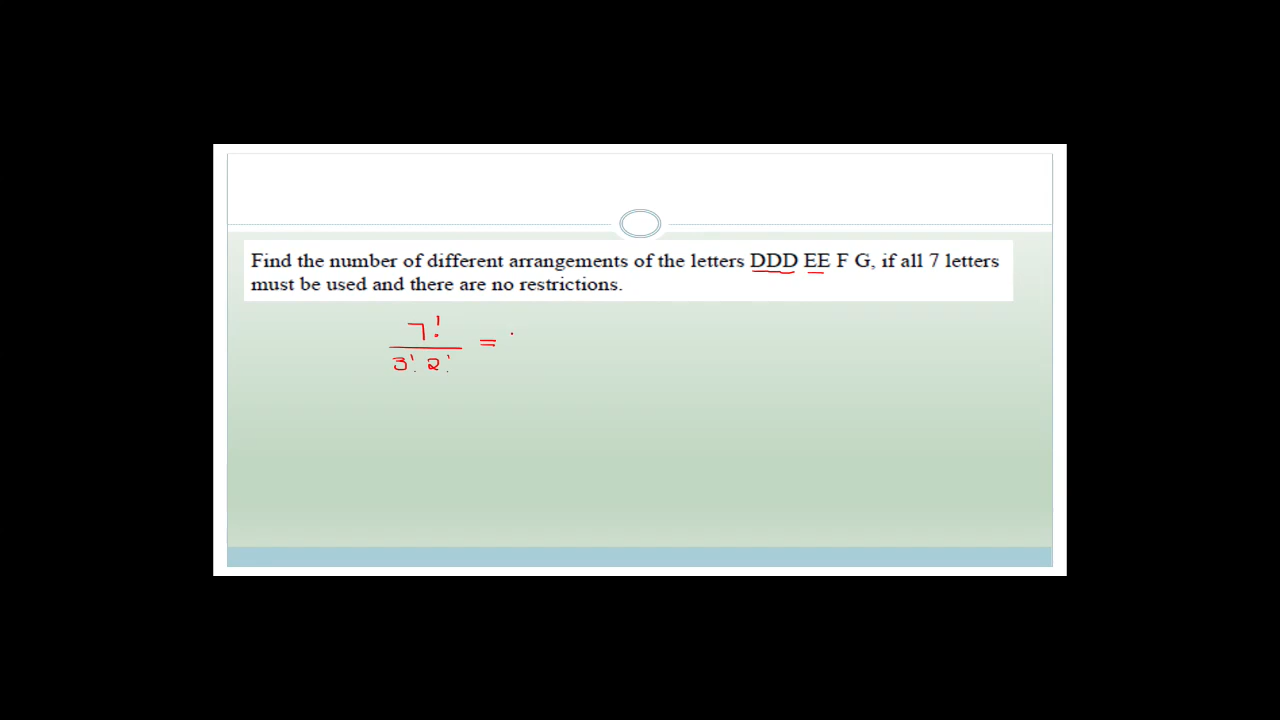 Find the number of different arrangements of the letters DDD EE F G, if all 7 letters
must be used and there are no restrictions.
7!
3! 2! =